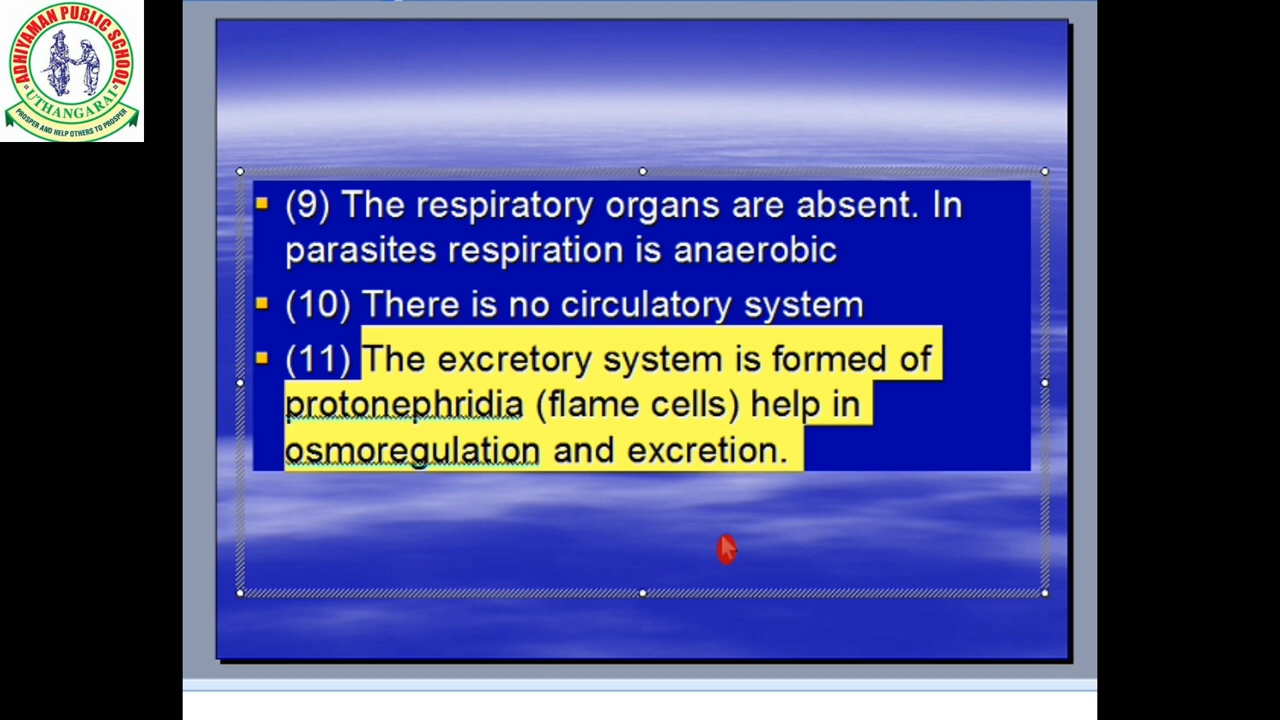 ADHIYAMAN PUBLIC SCHOOL
UTHANGARAI
PROSPER AND HELP OTHERS TO PROSPER
(9) The respiratory organs are absent. In
parasites respiration is anaerobic
(10) There is no circulatory system
(11) The excretory system is formed of
protonephridia (flame cells) help in
osmoregulation and excretion.